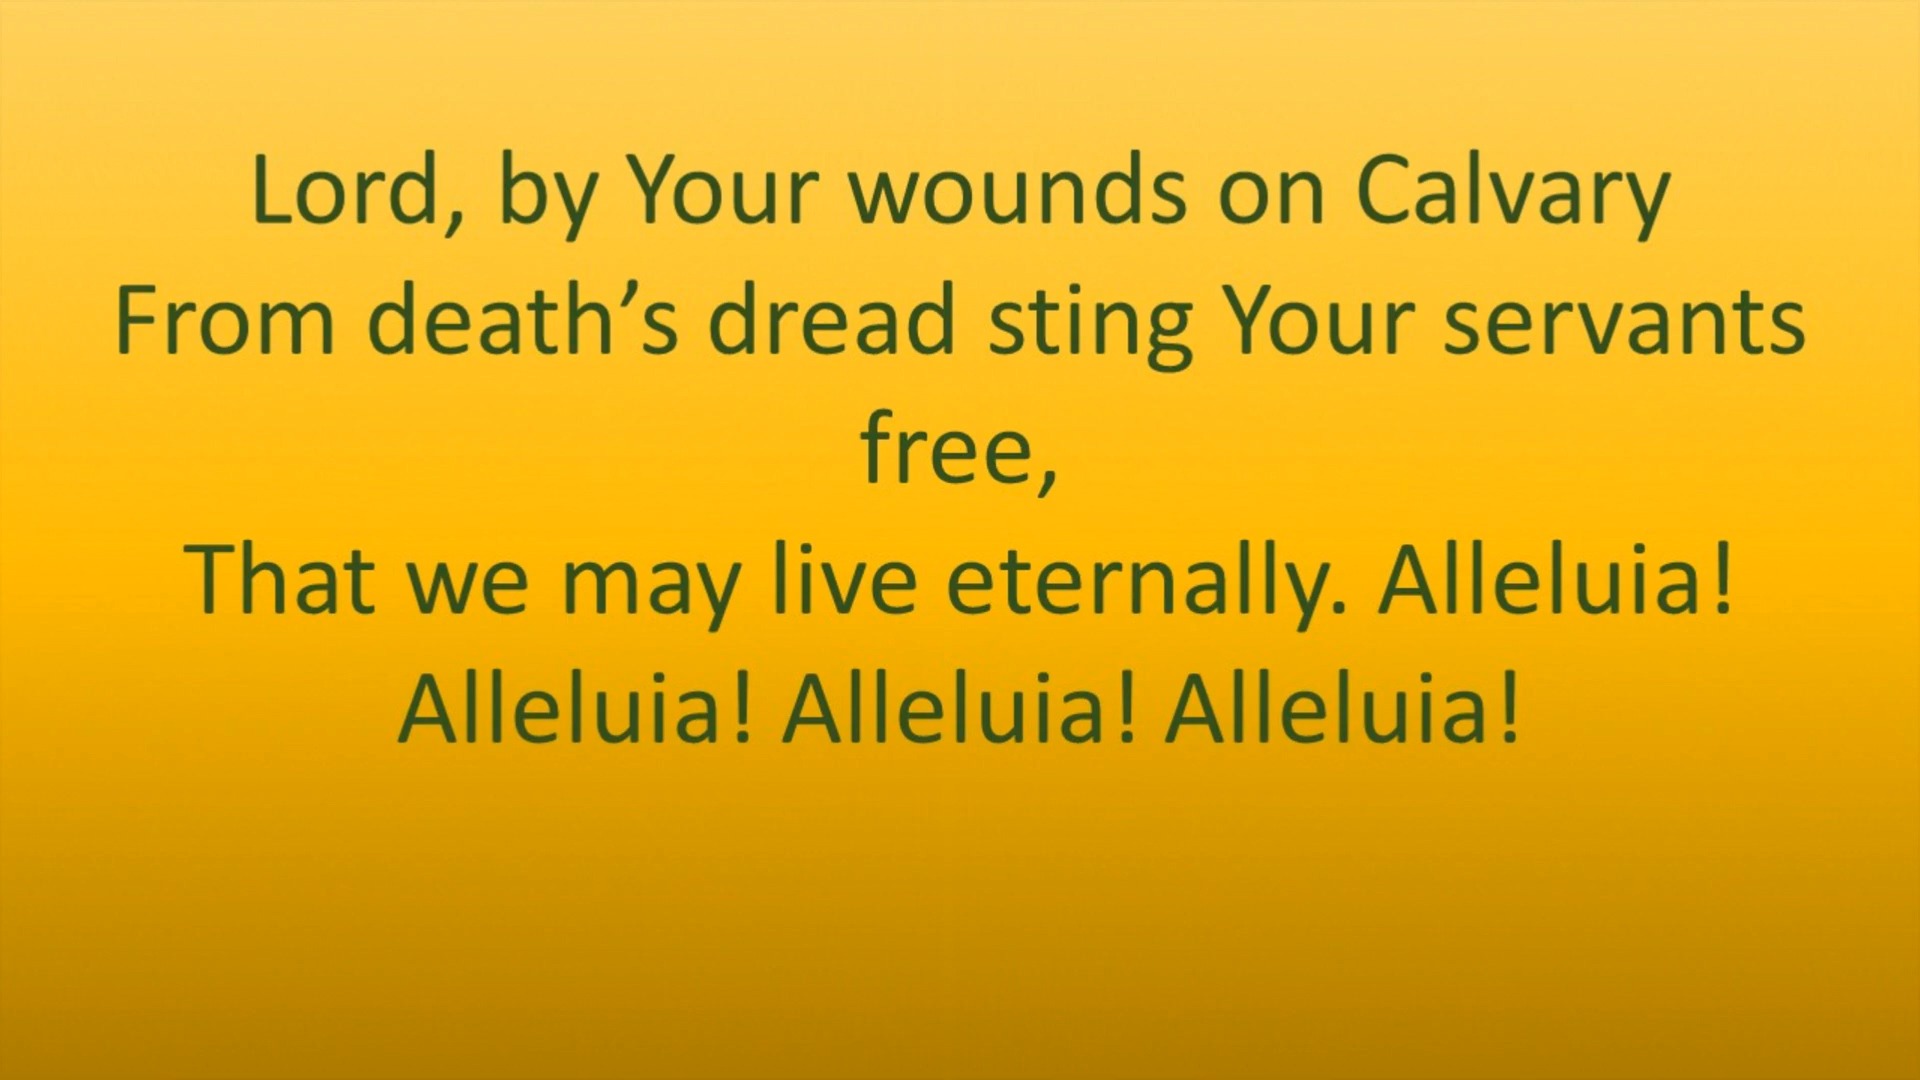 Lord, by Your wounds on Calvary
From death’s dread sting Your servants
free,
That we may live eternally. Alleluia!
Alleluia! Alleluia! Alleluia!